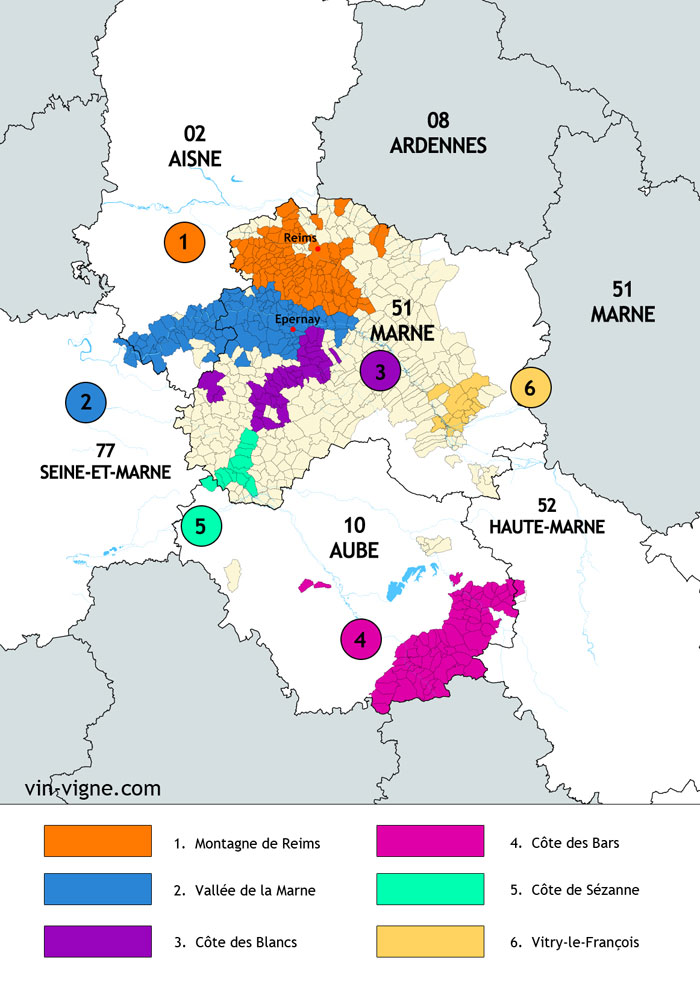 02
AISNE
08
ARDENNES
1
Reims
51
MARNE
51
MARNE
Epernay
3
6
2
77
SEINE-ET-MARNE
52
HAUTE-MARNE
5
10
AUBE
4
vin-vigne.com
1. Montagne de Reims
2. Vallée de la Marne
3. Côte des Blancs
4. Côte des Bars
5. Côte de Sézanne
6. Vitry-le-François